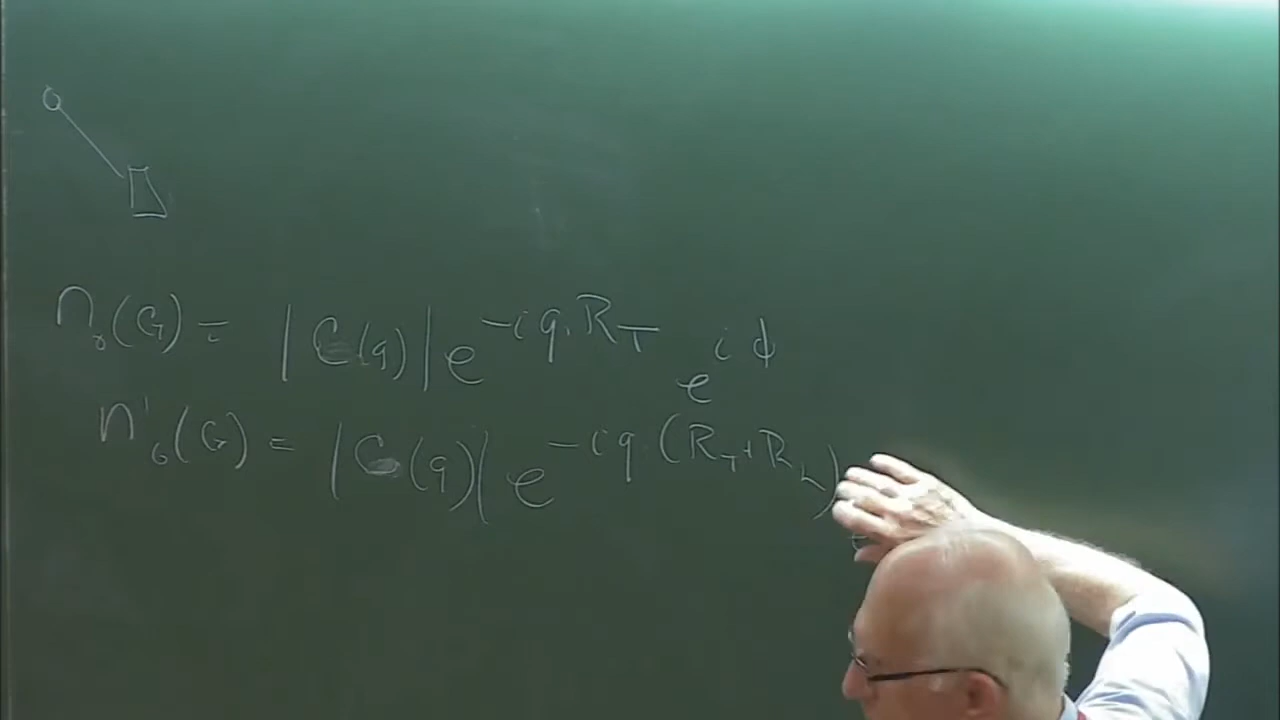 n₀(G) = |C(q)| e^{-iq·R_T} e^{iϕ}
n'₀(G) = |C(q)| e^{-iq·(R_T+R_L)}